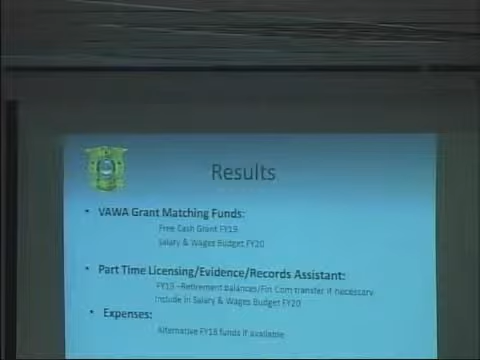 Results
• VAWA Grant Matching Funds:
Free Cash Grant FY19
Salary & Wages Budget FY20
• Part Time Licensing/Evidence/Records Assistant:
FY19 –Retirement balances/Fin Com transfer if necessary
Include in Salary & Wages Budget FY20
• Expenses:
Alternative FY18 funds if available